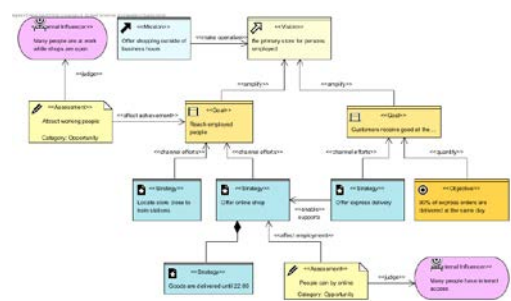 <<Mission>>
Offer shopping outside of
business hours
<<make operative>>
<<Vision>>
Be primary store for persons
employed
Many people are at work
while shops are open
<<judge>>
<<amplify>>
<<amplify>>
<<Assessment>>
Attract working people
Category: Opportunity
<<affect achievement>>
<<Goal>>
Reach employed
people
<<Goal>>
Customers receive good at the...
<<channel efforts>>
<<channel efforts>>
<<channel efforts>>
<<quantify>>
<<Strategy>>
Locate store close to
train stations
<<Strategy>>
Offer online shop
<<enable>>
supports
<<Strategy>>
Offer express delivery
<<Objective>>
of express orders are
delivered at the same day
<<affect employment>>
<<Strategy>>
Goods are delivered until 22:00
<<Assessment>>
People can by online
Category: Opportunity
<<judge>>
Influencer>>
Many people have internet
access